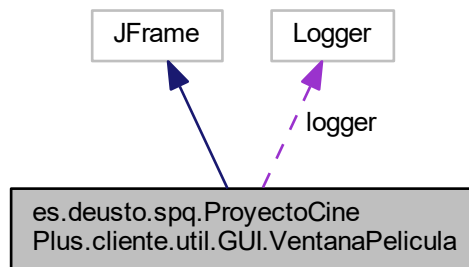 JFrame
Logger
logger
es.deusto.spq.ProyectoCine
Plus.cliente.util.GUI.VentanaPelicula